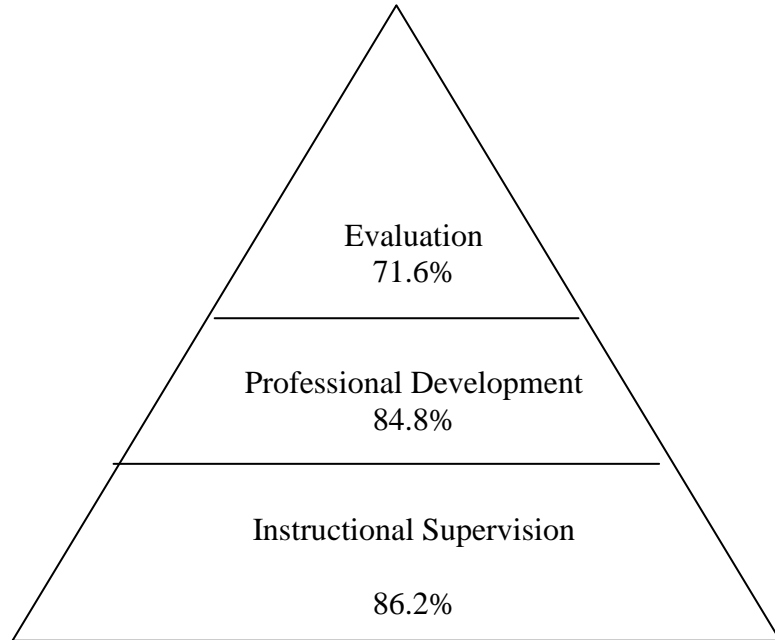 Evaluation
71.6%
Professional Development
84.8%
Instructional Supervision
86.2%